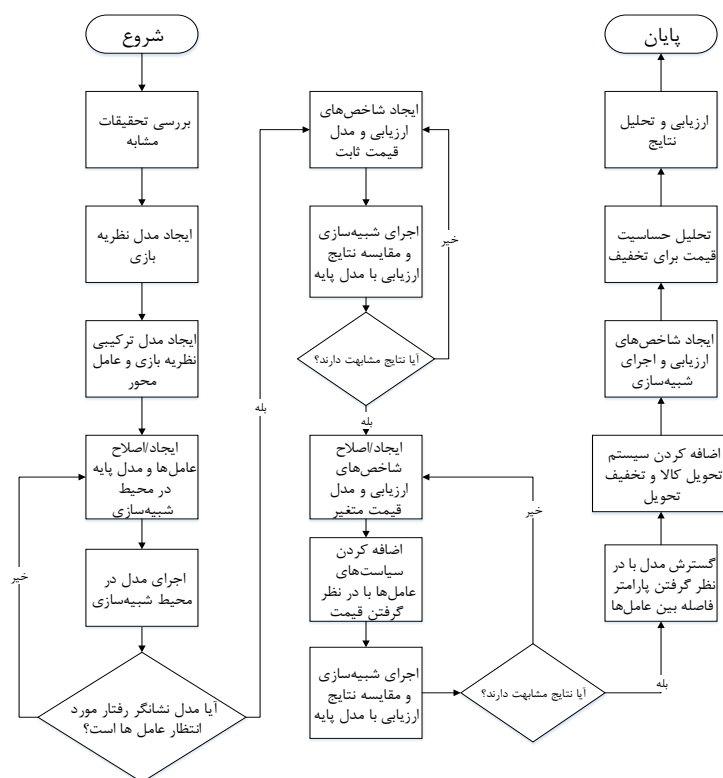 شروع
بررسی تحقیقات
مشابه
ایجاد مدل نظریه
بازی
ایجاد مدل ترکیبی
نظریه بازی و عامل
محور
ایجاد/اصلاح
عامل‌ها و مدل پایه
در محیط
شبیه‌سازی
اجرای مدل در
محیط شبیه‌سازی
آیا مدل نشانگر رفتار مورد
انتظار عامل ها است؟
خیر
بله
ایجاد شاخص‌های
ارزیابی و مدل
قیمت ثابت
اجرای شبیه‌سازی
و مقایسه نتایج
ارزیابی با مدل پایه
آیا نتایج مشابهت دارند؟
خیر
بله
ایجاد/اصلاح
شاخص‌های
ارزیابی و مدل
قیمت متغیر
اضافه کردن
سیاست‌های
عامل‌ها با در نظر
گرفتن قیمت
اجرای شبیه‌سازی
و مقایسه نتایج
ارزیابی با مدل پایه
آیا نتایج مشابهت دارند؟
خیر
بله
گسترش مدل با در
نظر گرفتن پارامتر
فاصله بین عامل‌ها
اضافه کردن سیستم
تحویل کالا و تخفیف
تحویل
ایجاد شاخص‌های
ارزیابی و اجرای
شبیه‌سازی
تحلیل حساسیت
قیمت برای تخفیف
ارزیابی و تحلیل
نتایج
پایان